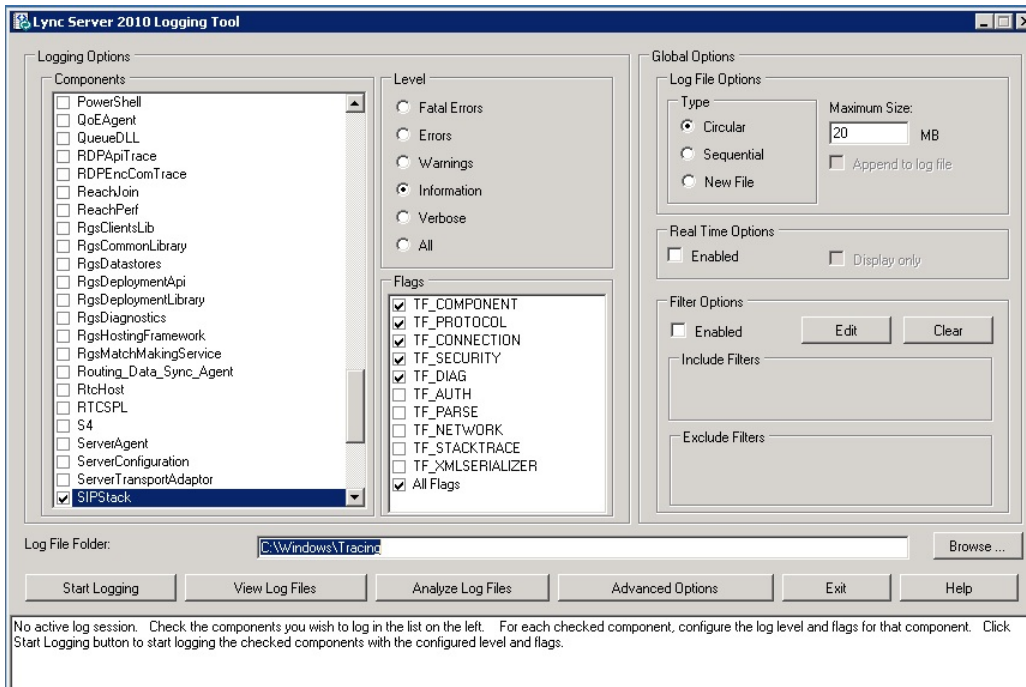 Lync Server 2010 Logging Tool
Logging Options
Components
PowerShell
QoEAgent
QueueDLL
RDPApiTrace
RDPEncComTrace
ReachJoin
ReachPerf
RgsClientsLib
RgsCommonLibrary
RgsDatastores
RgsDeploymentApi
RgsDeploymentLibrary
RgsDiagnostics
RgsHostingFramework
RgsMatchMakingService
Routing_Data_Sync_Agent
RtcHost
RTCSPL
S4
ServerAgent
ServerConfiguration
ServerTransportAdaptor
SIPStack
Level
Fatal Errors
Errors
Warnings
Information
Verbose
All
Flags
TF_COMPONENT
TF_PROTOCOL
TF_CONNECTION
TF_SECURITY
TF_DIAG
TF_AUTH
TF_PARSE
TF_NETWORK
TF_STACKTRACE
TF_XMLSERIALIZER
All Flags
Global Options
Log File Options
Type
Circular
Sequential
New File
Maximum Size:
20 MB
Append to log file
Real Time Options
Enabled
Display only
Filter Options
Enabled
Edit
Clear
Include Filters
Exclude Filters
Log File Folder:
C:\Windows\Tracing
Browse ...
Start Logging
View Log Files
Analyze Log Files
Advanced Options
Exit
Help
No active log session. Check the components you wish to log in the list on the left. For each checked component, configure the log level and flags for that component. Click
Start Logging button to start logging the checked components with the configured level and flags.